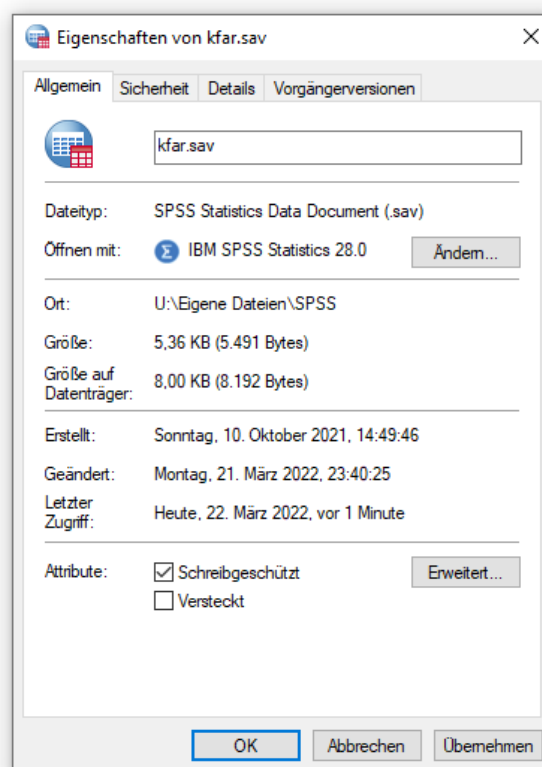 Eigenschaften von kfar.sav
Allgemein Sicherheit Details Vorgängerversionen
kfar.sav
Dateityp: SPSS Statistics Data Document (.sav)
Öffnen mit: Σ IBM SPSS Statistics 28.0 Ändern...
Ort: U:\Eigene Dateien\SPSS
Größe: 5,36 KB (5.491 Bytes)
Größe auf Datenträger: 8,00 KB (8.192 Bytes)
Erstellt: Sonntag, 10. Oktober 2021, 14:49:46
Geändert: Montag, 21. März 2022, 23:40:25
Letzter Zugriff: Heute, 22. März 2022, vor 1 Minute
Attribute: Schreibgeschützt Erweitert...
Versteckt
OK Abbrechen Übernehmen